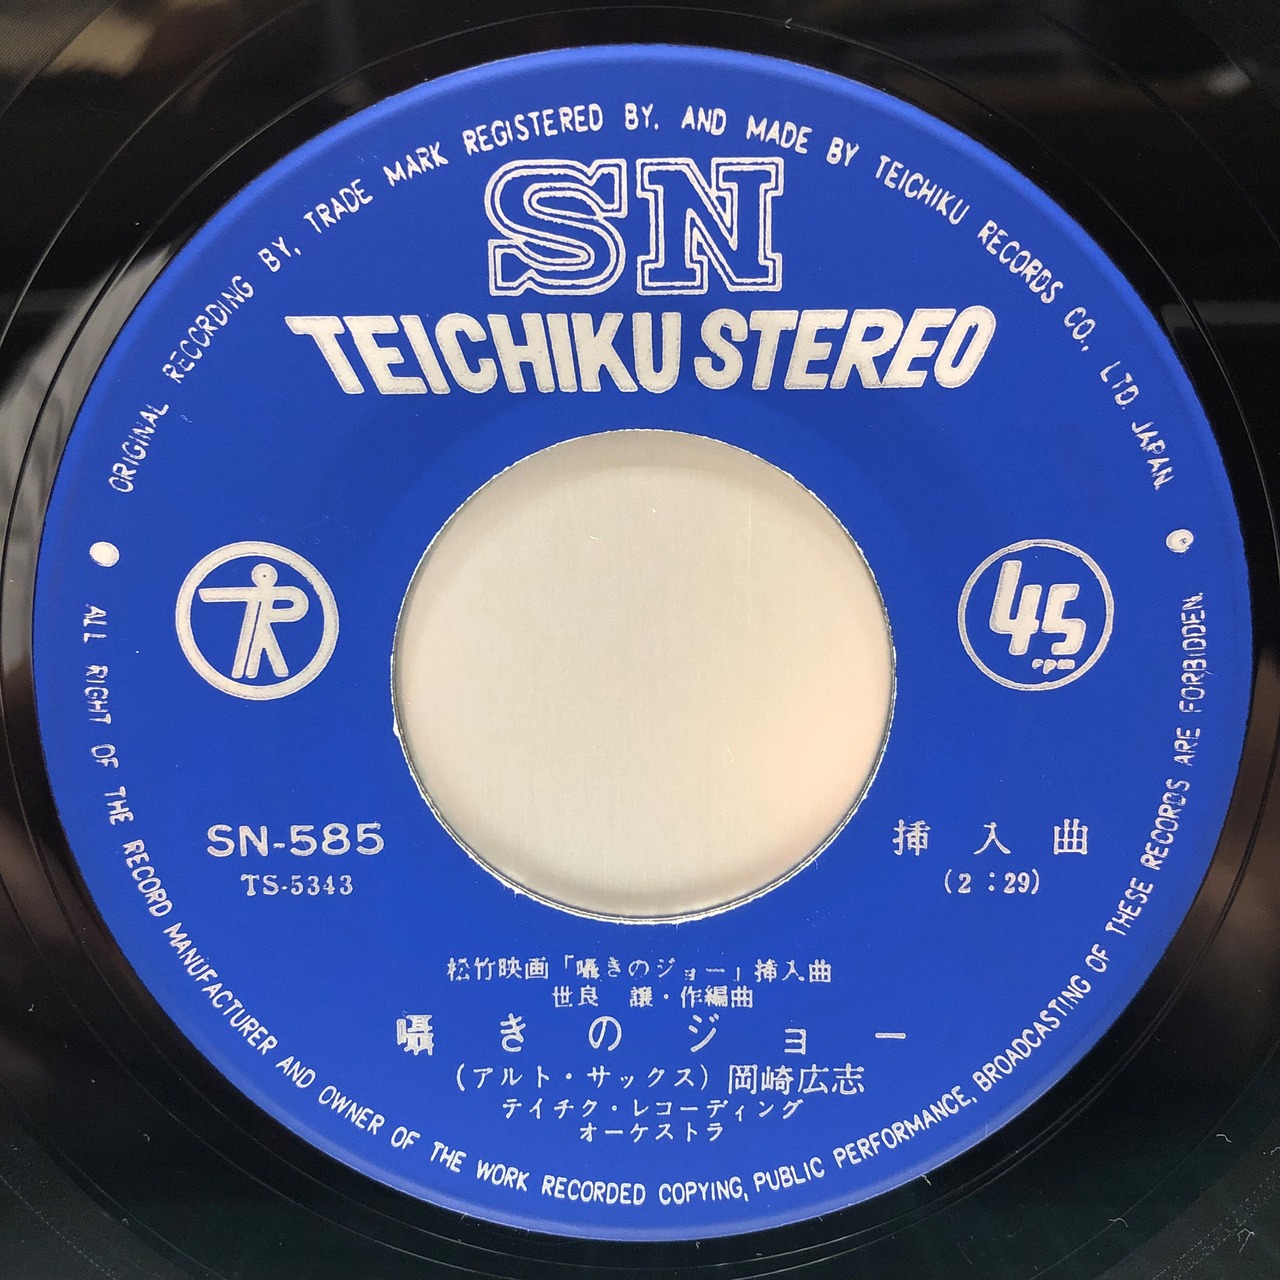 ORIGINAL RECORDING BY, TRADE MARK REGISTERED BY. AND MADE BY TEICHIKU RECORDS CO., LTD. JAPAN.
SN
TEICHIKU STEREO
TR
45
rpm
SN-585
TS-5343
挿入曲
(2:29)
松竹映画「囁きのジョー」挿入曲
世良 譲・作編曲
囁きのジョー
(アルト・サックス)岡崎広志
テイチク・レコーディング
オーケストラ
ALL RIGHT OF THE RECORD MANUFACTURER AND OWNER OF THE WORK RECORDED COPYING, PUBLIC PERFORMANCE, BROADCASTING OF THESE RECORDS ARE FORBIDDEN.